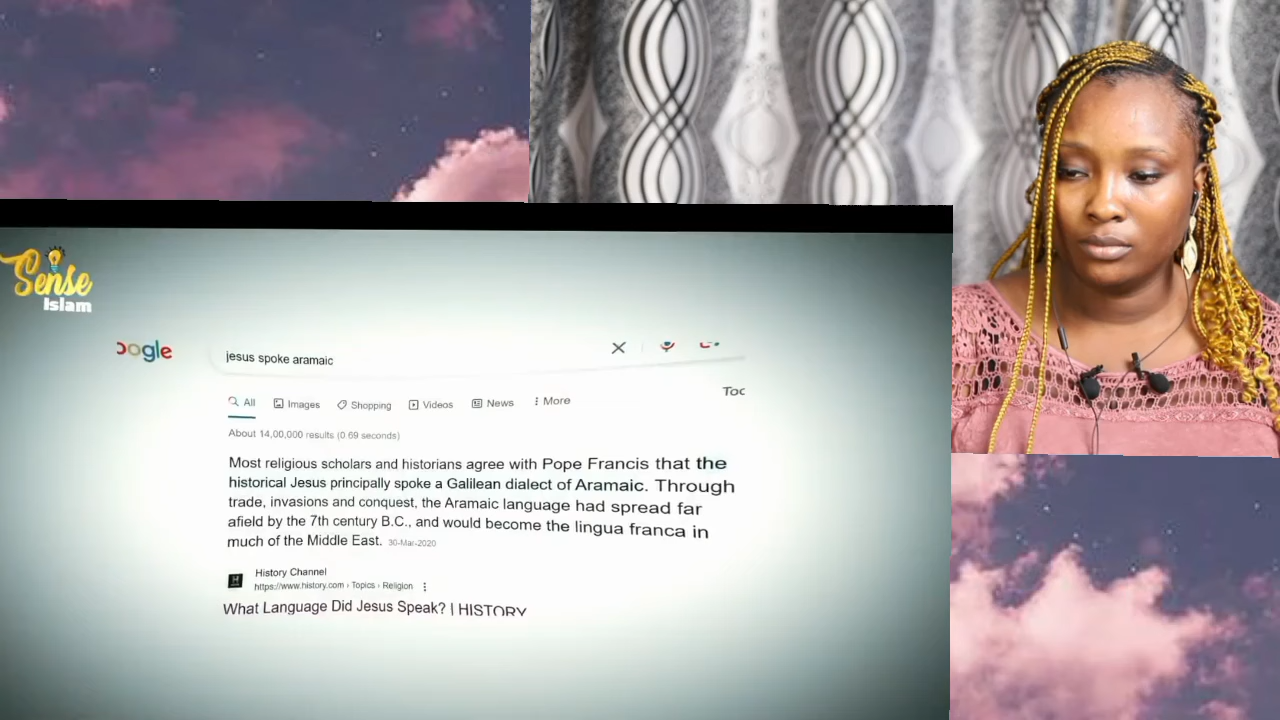 Sense
Islam
oogle
jesus spoke aramaic
All Images Shopping Videos News More
Too
About 14,00,000 results (0.69 seconds)
Most religious scholars and historians agree with Pope Francis that the
historical Jesus principally spoke a Galilean dialect of Aramaic. Through
trade, invasions and conquest, the Aramaic language had spread far
afield by the 7th century B.C., and would become the lingua franca in
much of the Middle East. 30-Mar-2020
History Channel
https://www.history.com › Topics › Religion
What Language Did Jesus Speak? | HISTORY